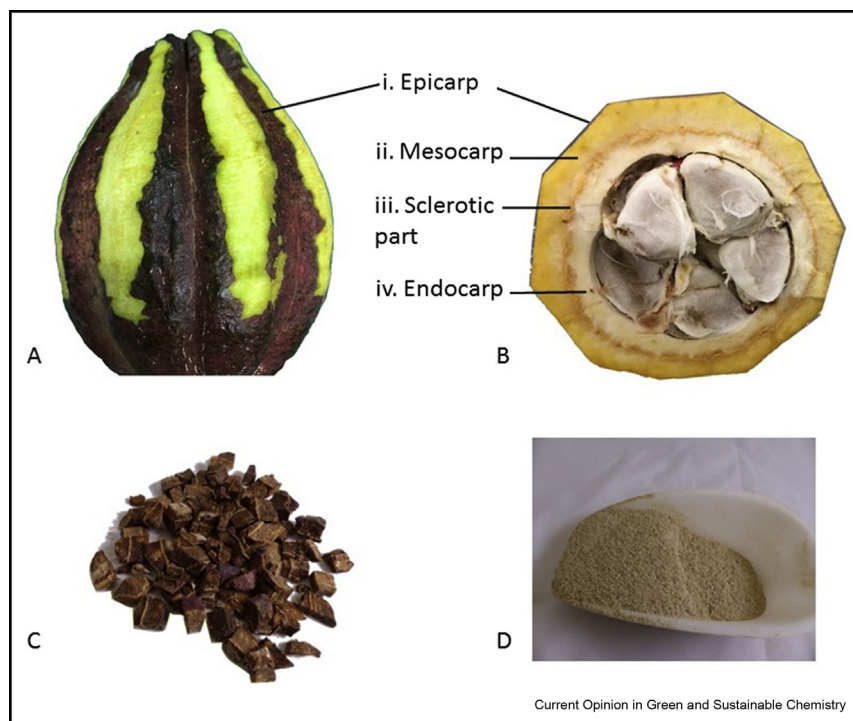 i. Epicarp
ii. Mesocarp
iii. Sclerotic
part
iv. Endocarp
A
B
C
D
Current Opinion in Green and Sustainable Chemistry